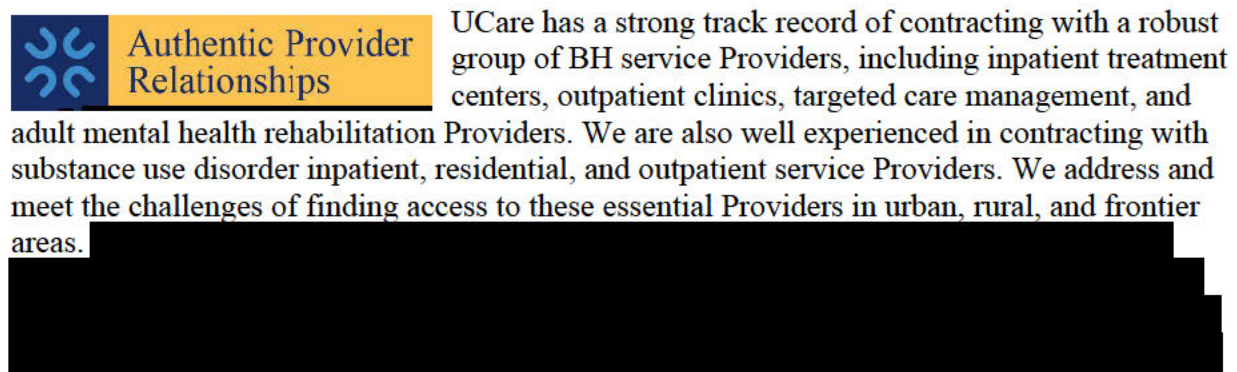 Authentic Provider
Relationships
UCare has a strong track record of contracting with a robust
group of BH service Providers, including inpatient treatment
centers, outpatient clinics, targeted care management, and
adult mental health rehabilitation Providers. We are also well experienced in contracting with
substance use disorder inpatient, residential, and outpatient service Providers. We address and
meet the challenges of finding access to these essential Providers in urban, rural, and frontier
areas.